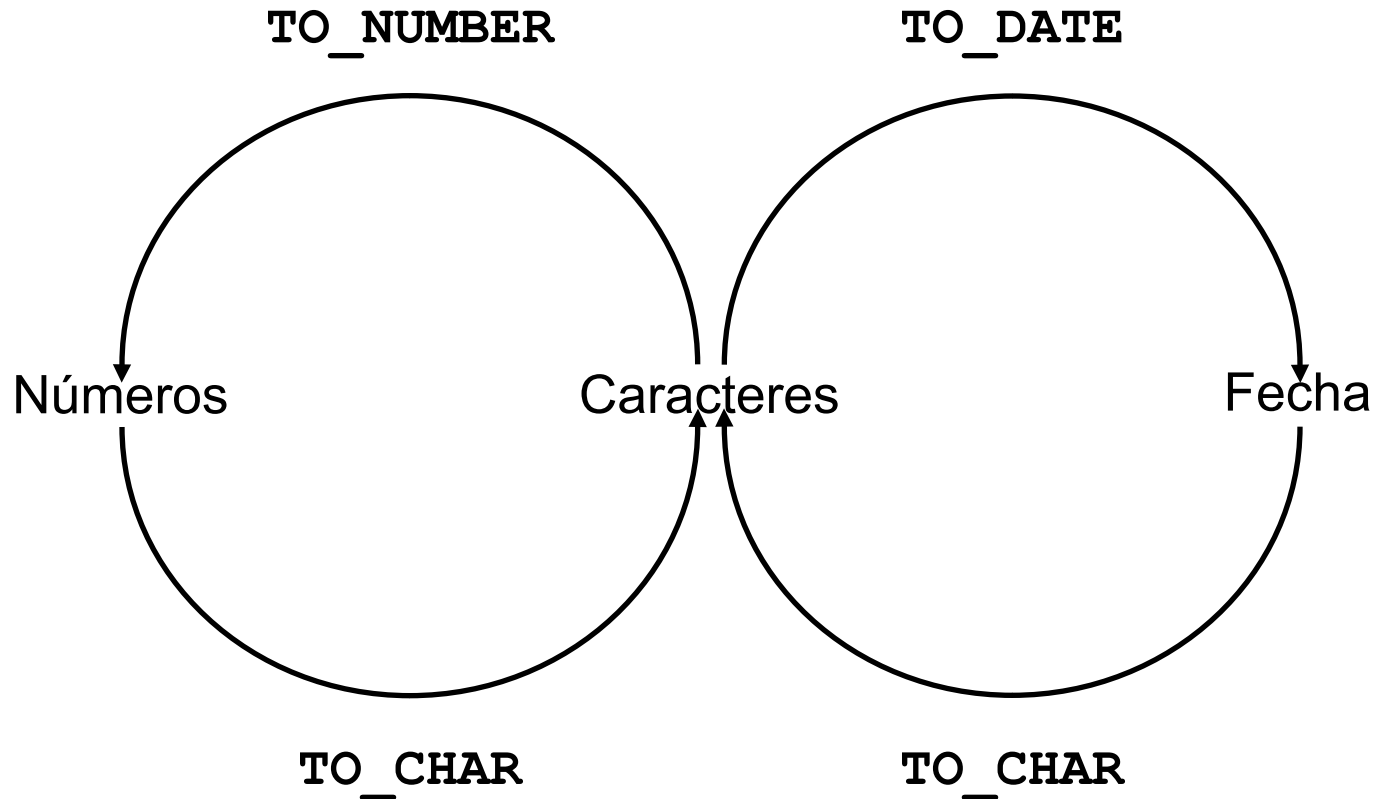 TO_NUMBER
TO_DATE
Números
Caracteres
Fecha
TO_CHAR
TO_CHAR